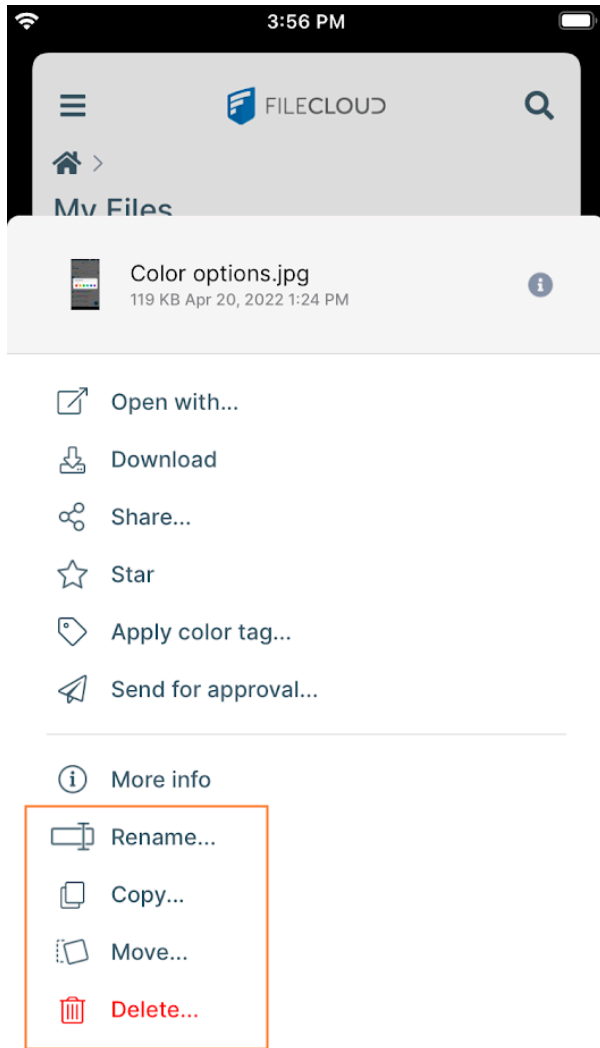 3:56 PM
FILECLOUD
My Files
Color options.jpg
119 KB Apr 20, 2022 1:24 PM
Open with...
Download
Share...
Star
Apply color tag...
Send for approval...
More info
Rename...
Copy...
Move...
Delete...